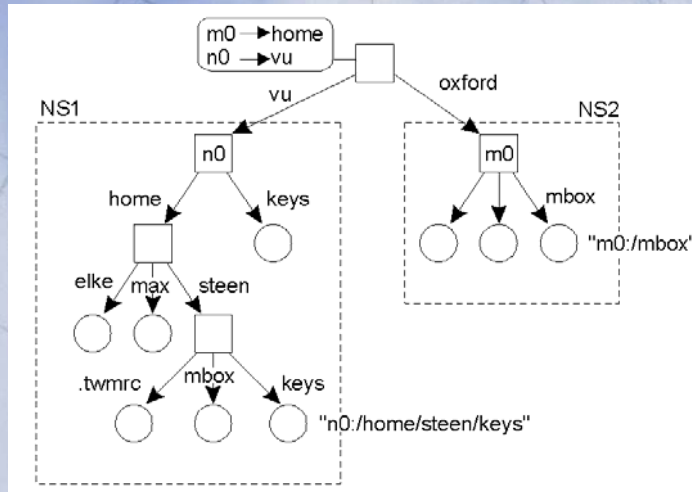 m0 → home
n0 → vu
vu
oxford
NS1
NS2
n0
m0
home
keys
mbox
"m0:/mbox"
elke
max
steen
.twmrc
mbox
keys
"n0:/home/steen/keys"